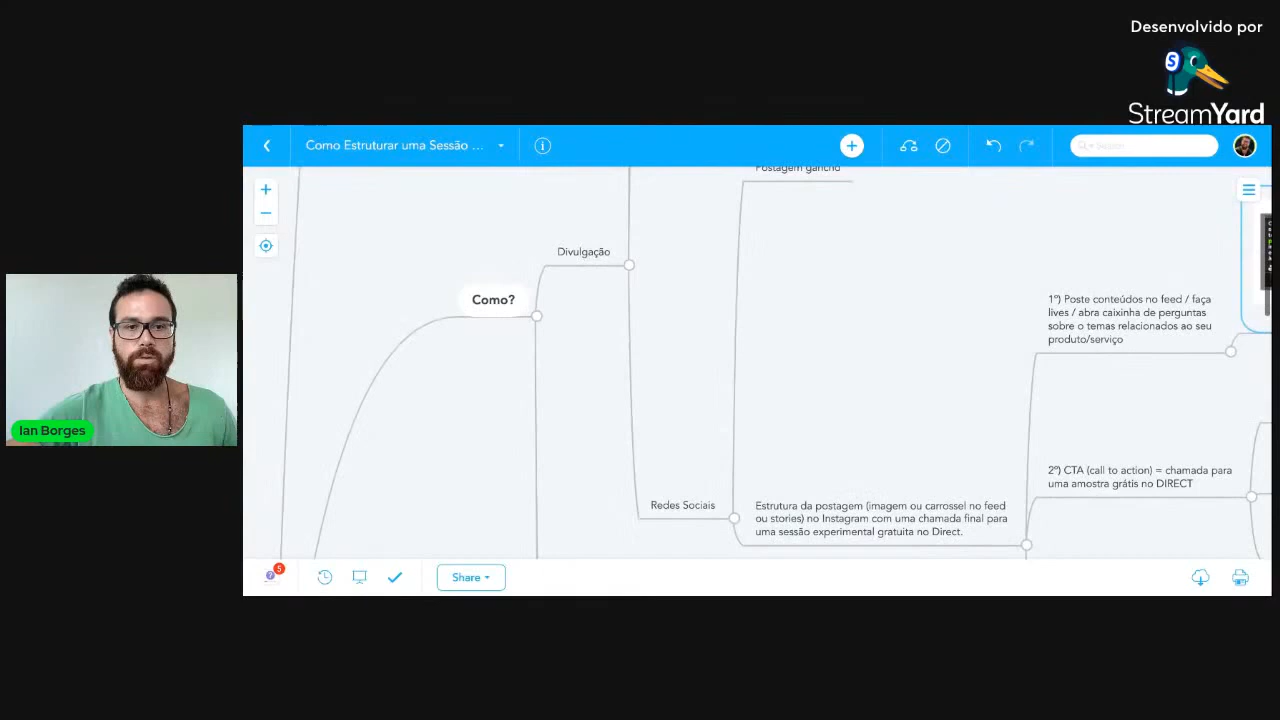 Desenvolvido por
StreamYard
Como Estruturar uma Sessão ...
Postagem gancho
Divulgação
Como?
1º) Poste conteúdos no feed / faça
lives / abra caixinha de perguntas
sobre o temas relacionados ao seu
produto/serviço
Ian Borges
2º) CTA (call to action) = chamada para
uma amostra grátis no DIRECT
Redes Sociais
Estrutura da postagem (imagem ou carrossel no feed
ou stories) no Instagram com uma chamada final para
uma sessão experimental gratuita no Direct.
5
Share